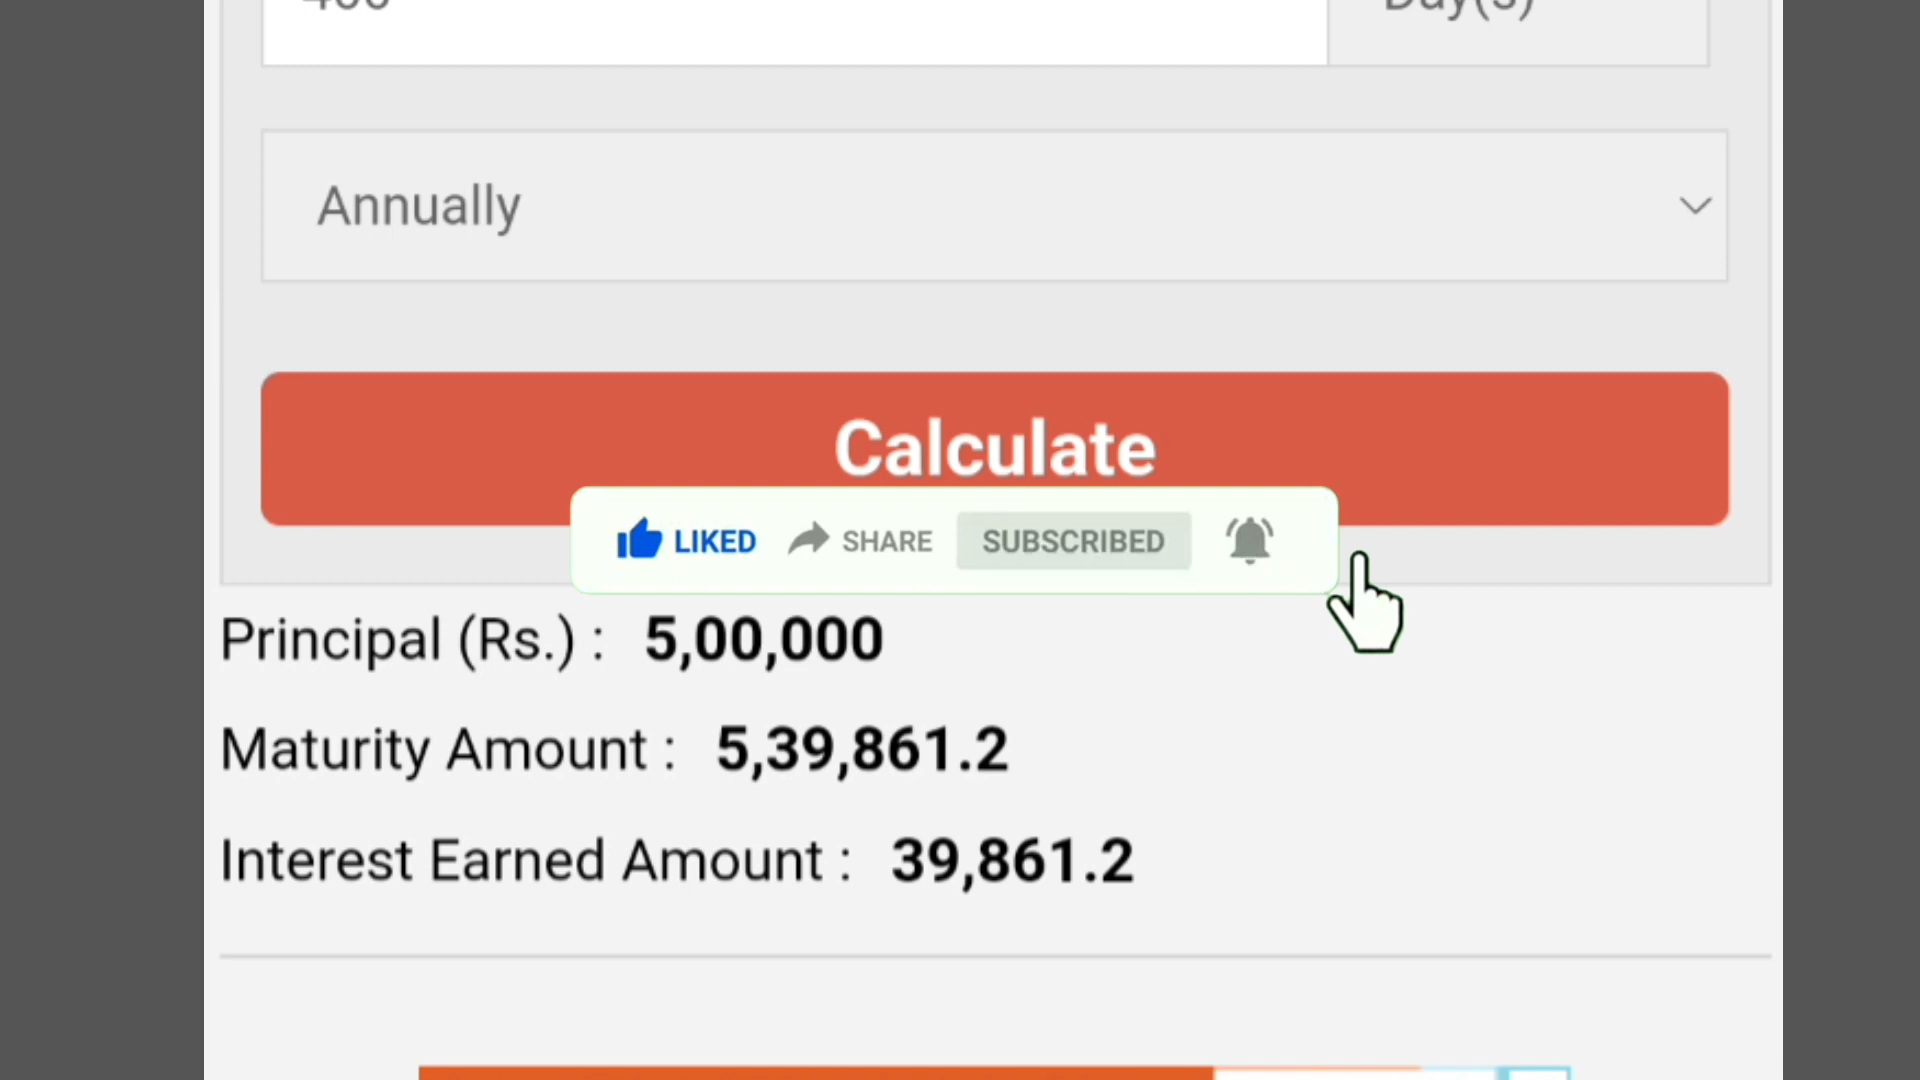 Day(s)
Annually
Calculate
LIKED SHARE SUBSCRIBED
Principal (Rs.) : 5,00,000
Maturity Amount : 5,39,861.2
Interest Earned Amount : 39,861.2